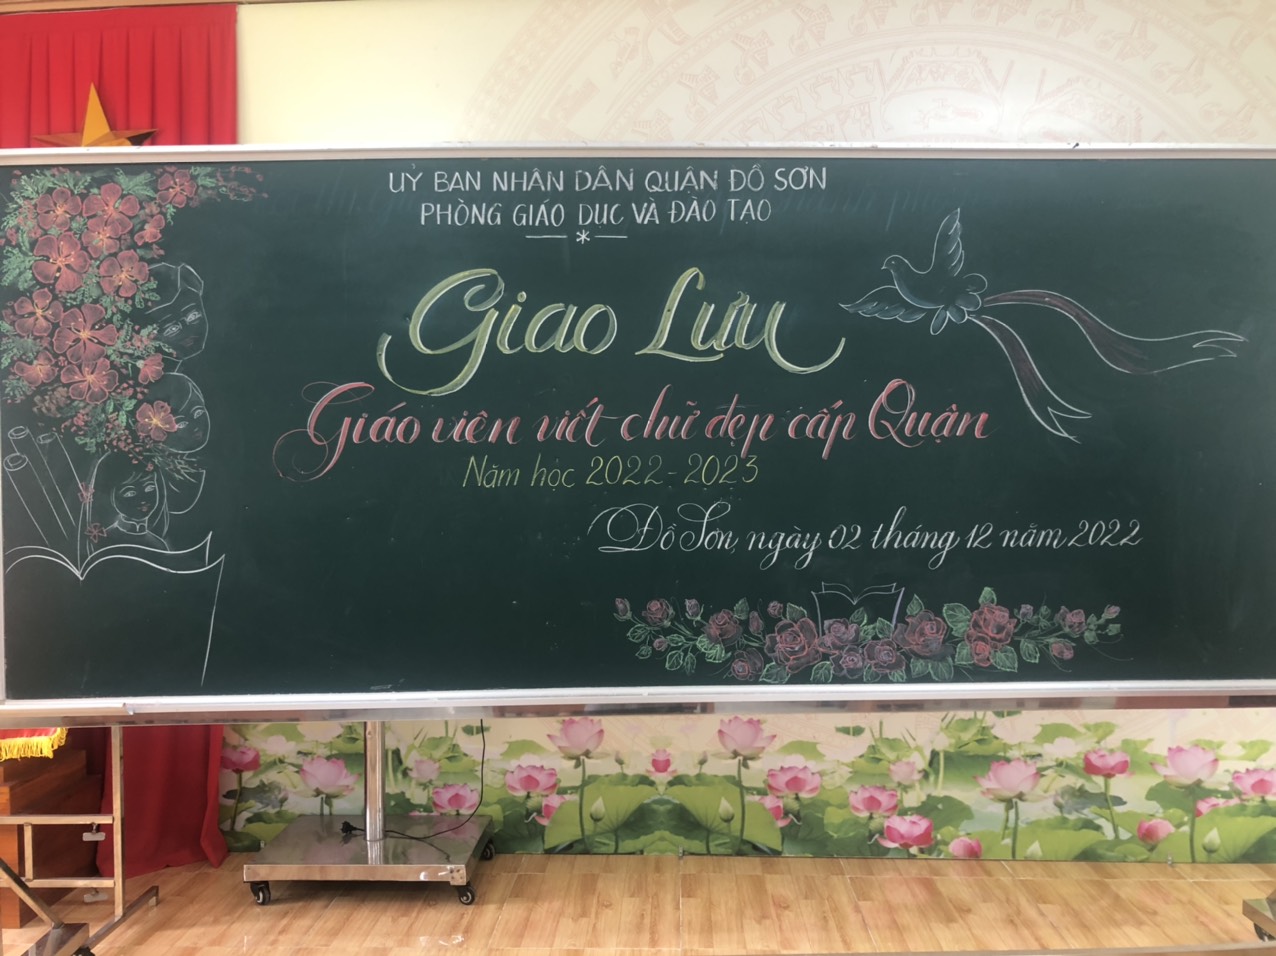 UỶ BAN NHÂN DÂN QUẬN ĐỒ SƠN
PHÒNG GIÁO DỤC VÀ ĐÀO TẠO
Giao Lưu
Giáo viên viết chữ đẹp cấp Quận
Năm học 2022-2023
Đồ Sơn, ngày 02 tháng 12 năm 2022